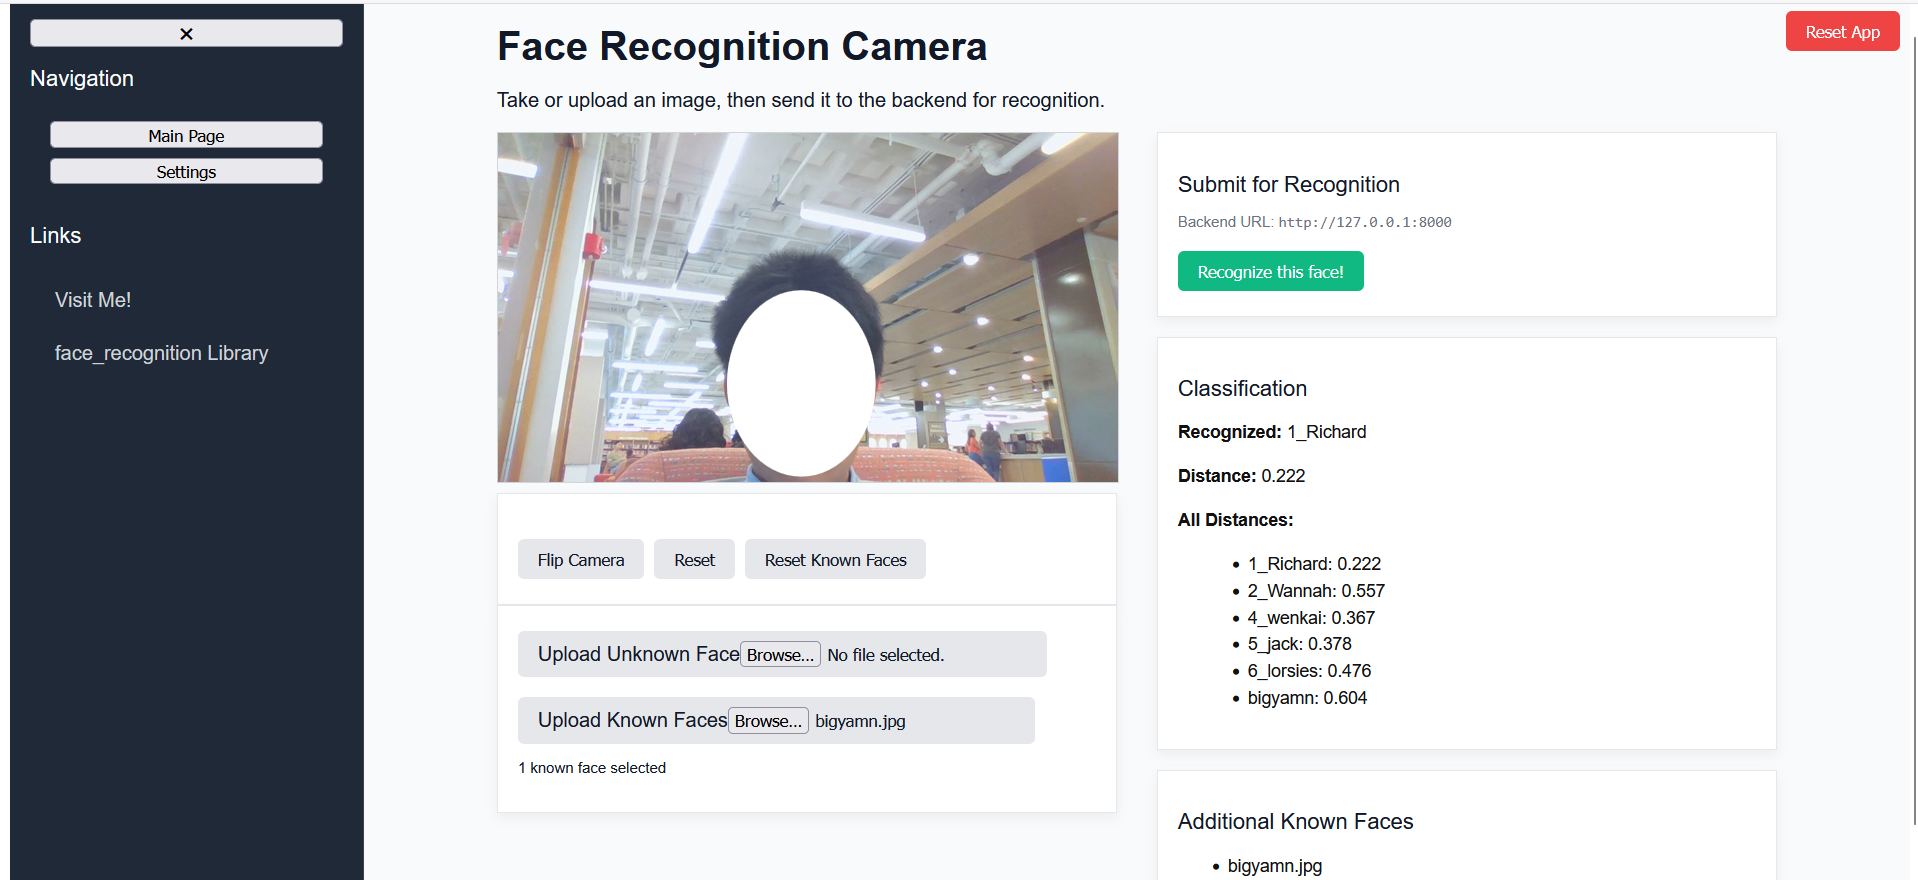 ✕
Navigation
Main Page
Settings
Links
Visit Me!
face_recognition Library
Face Recognition Camera
Take or upload an image, then send it to the backend for recognition.
Flip Camera
Reset
Reset Known Faces
Upload Unknown Face Browse... No file selected.
Upload Known Faces Browse... bigyamn.jpg
1 known face selected
Reset App
Submit for Recognition
Backend URL: http://127.0.0.1:8000
Recognize this face!
Classification
Recognized: 1_Richard
Distance: 0.222
All Distances:
• 1_Richard: 0.222
• 2_Wannah: 0.557
• 4_wenkai: 0.367
• 5_jack: 0.378
• 6_lorsies: 0.476
• bigyamn: 0.604
Additional Known Faces
• bigyamn.jpg